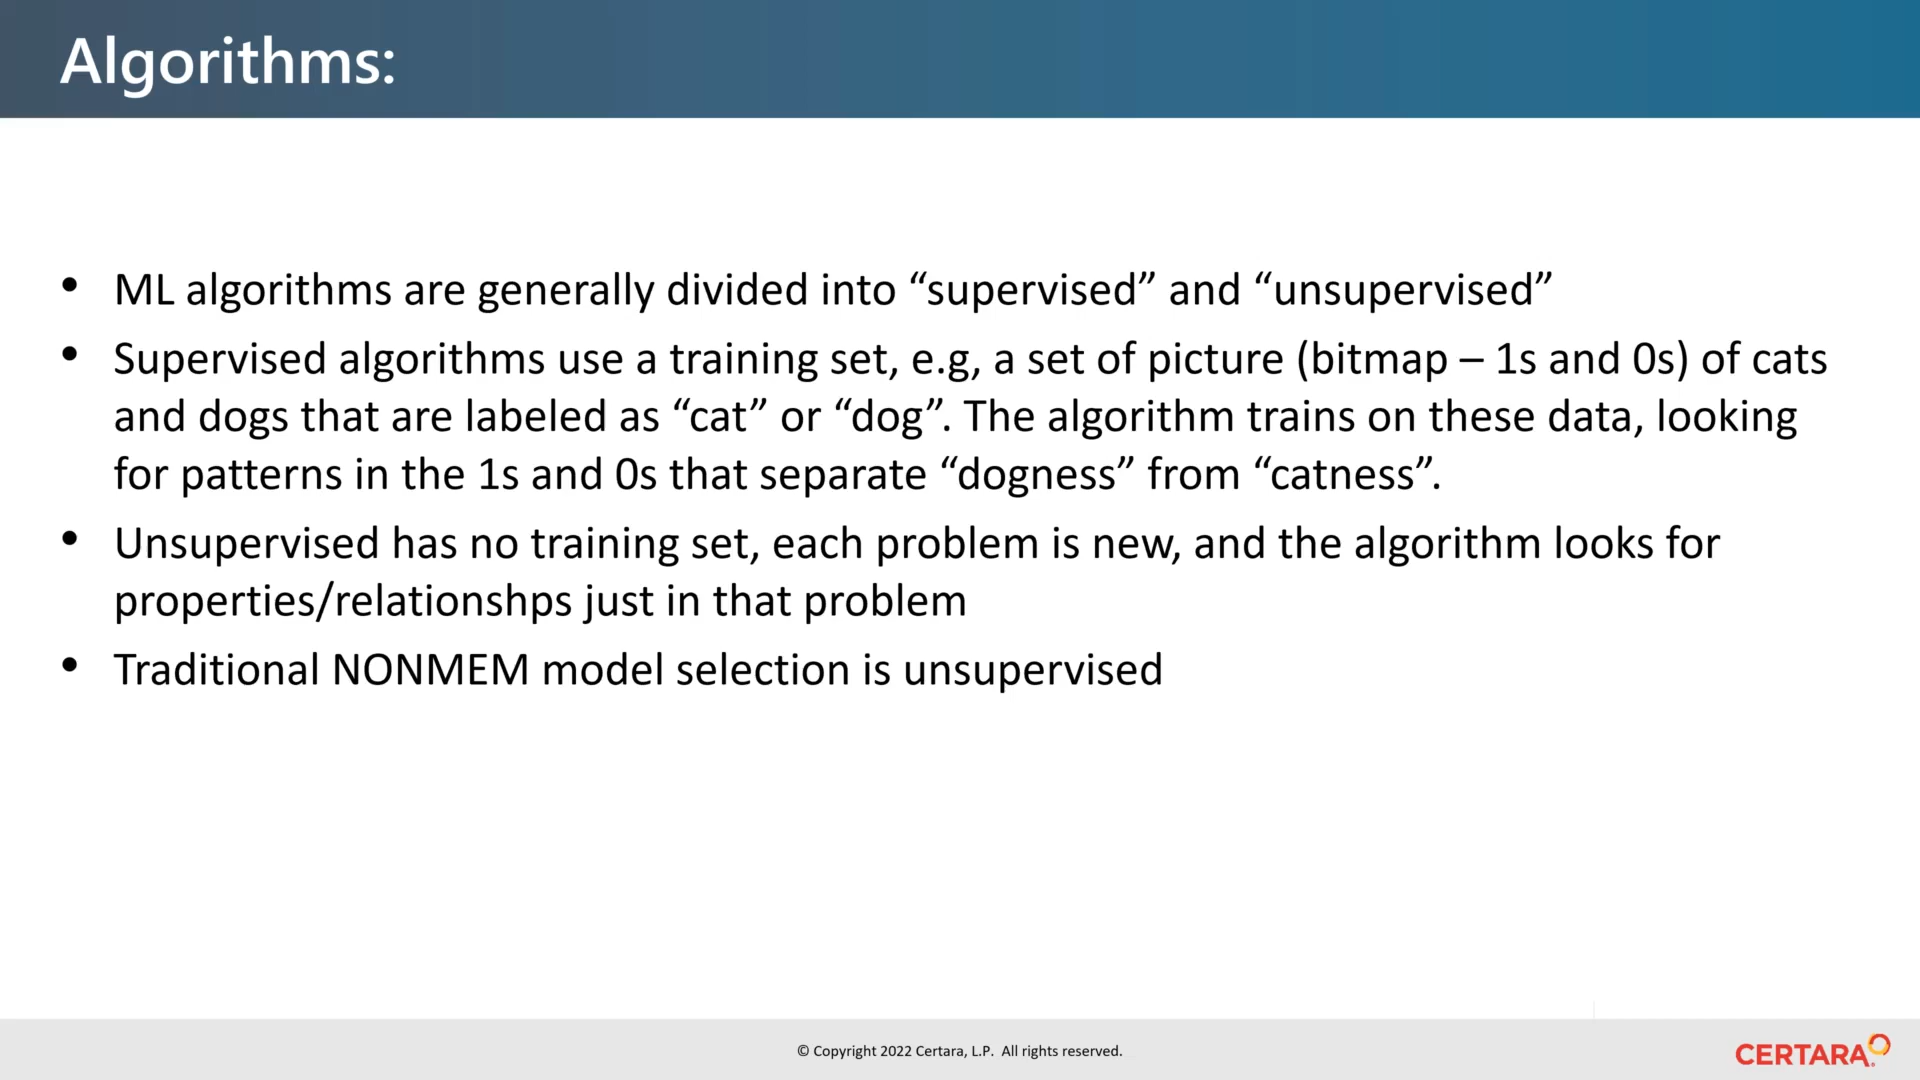 Algorithms:
• ML algorithms are generally divided into “supervised” and “unsupervised”
• Supervised algorithms use a training set, e.g, a set of picture (bitmap – 1s and 0s) of cats
and dogs that are labeled as “cat” or “dog”. The algorithm trains on these data, looking
for patterns in the 1s and 0s that separate “dogness” from “catness”.
• Unsupervised has no training set, each problem is new, and the algorithm looks for
properties/relationshps just in that problem
• Traditional NONMEM model selection is unsupervised
© Copyright 2022 Certara, L.P. All rights reserved.
CERTARA